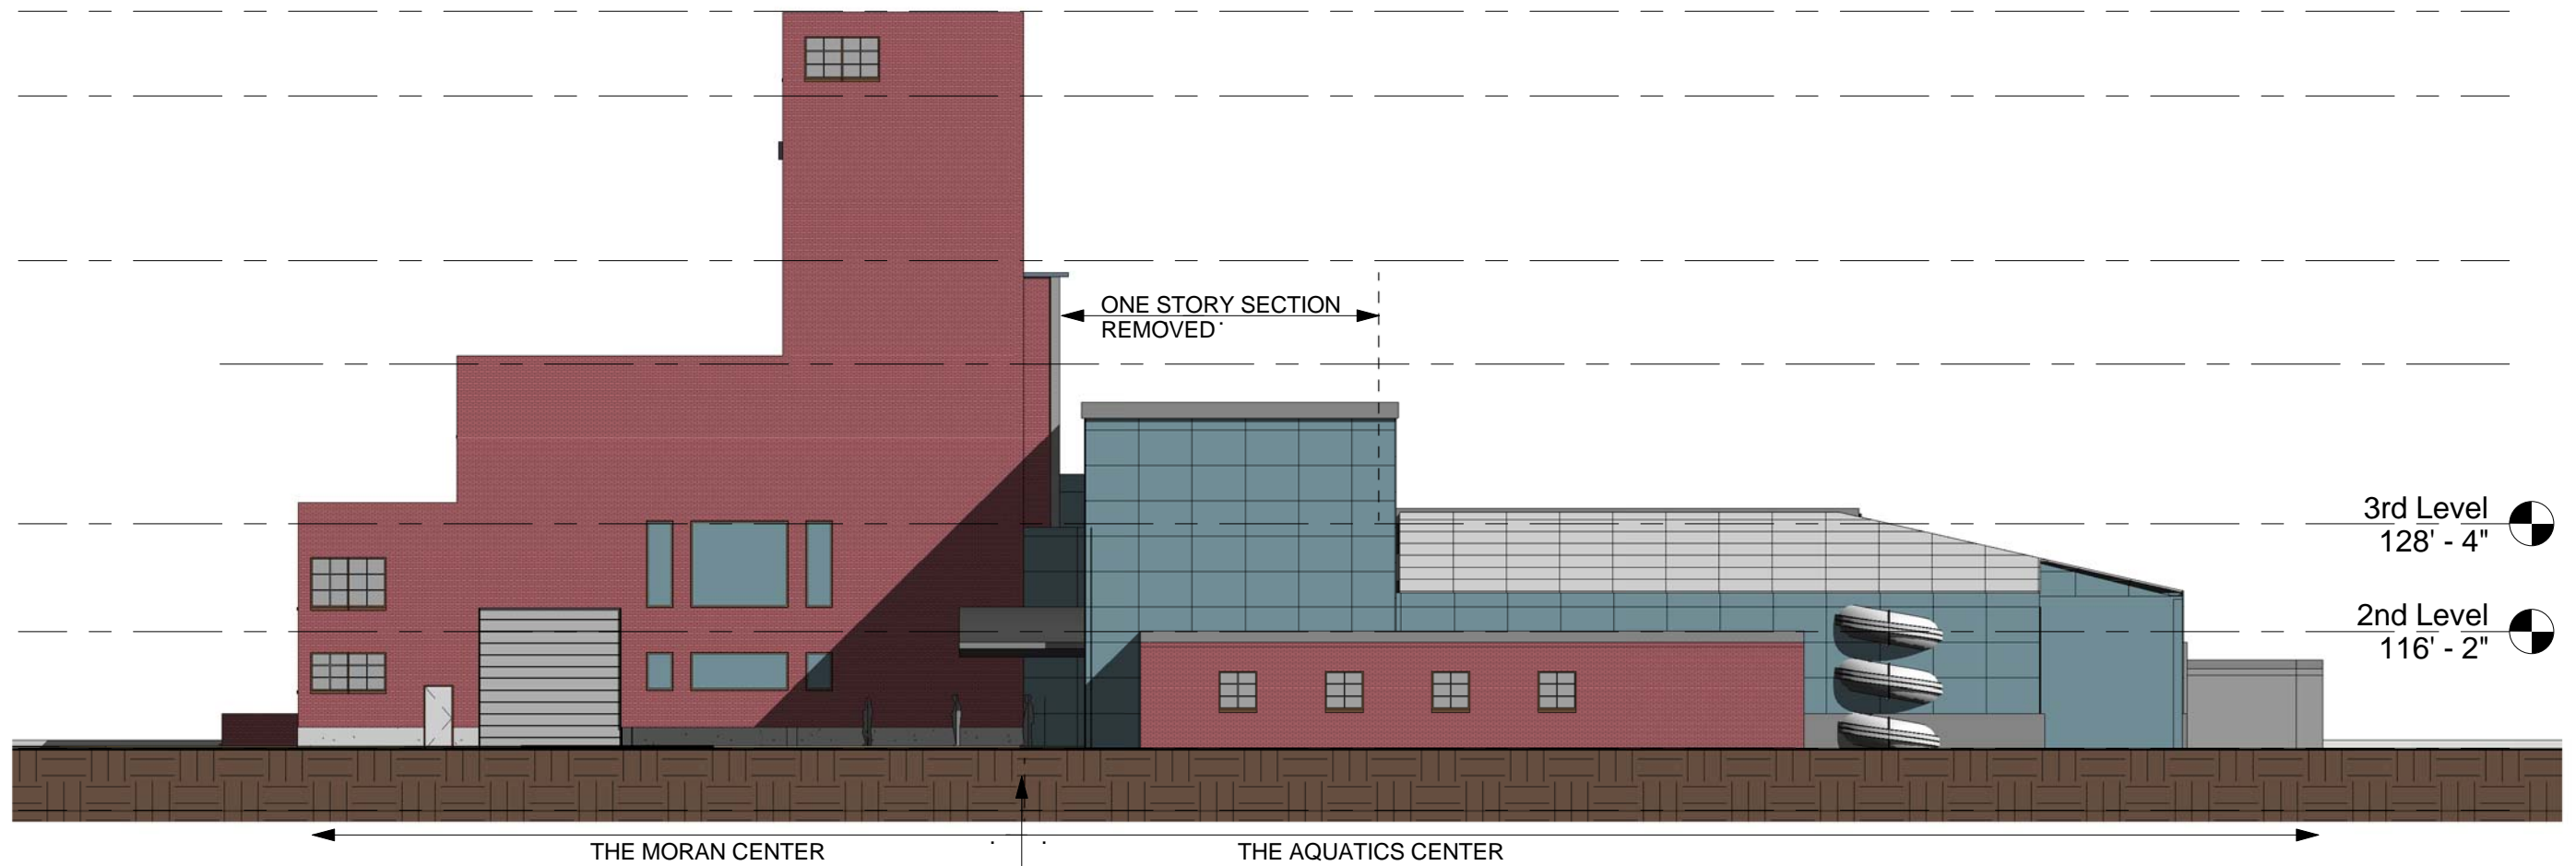 ONE STORY SECTION
REMOVED
3rd Level
128' - 4"
2nd Level
116' - 2"
THE MORAN CENTER
THE AQUATICS CENTER